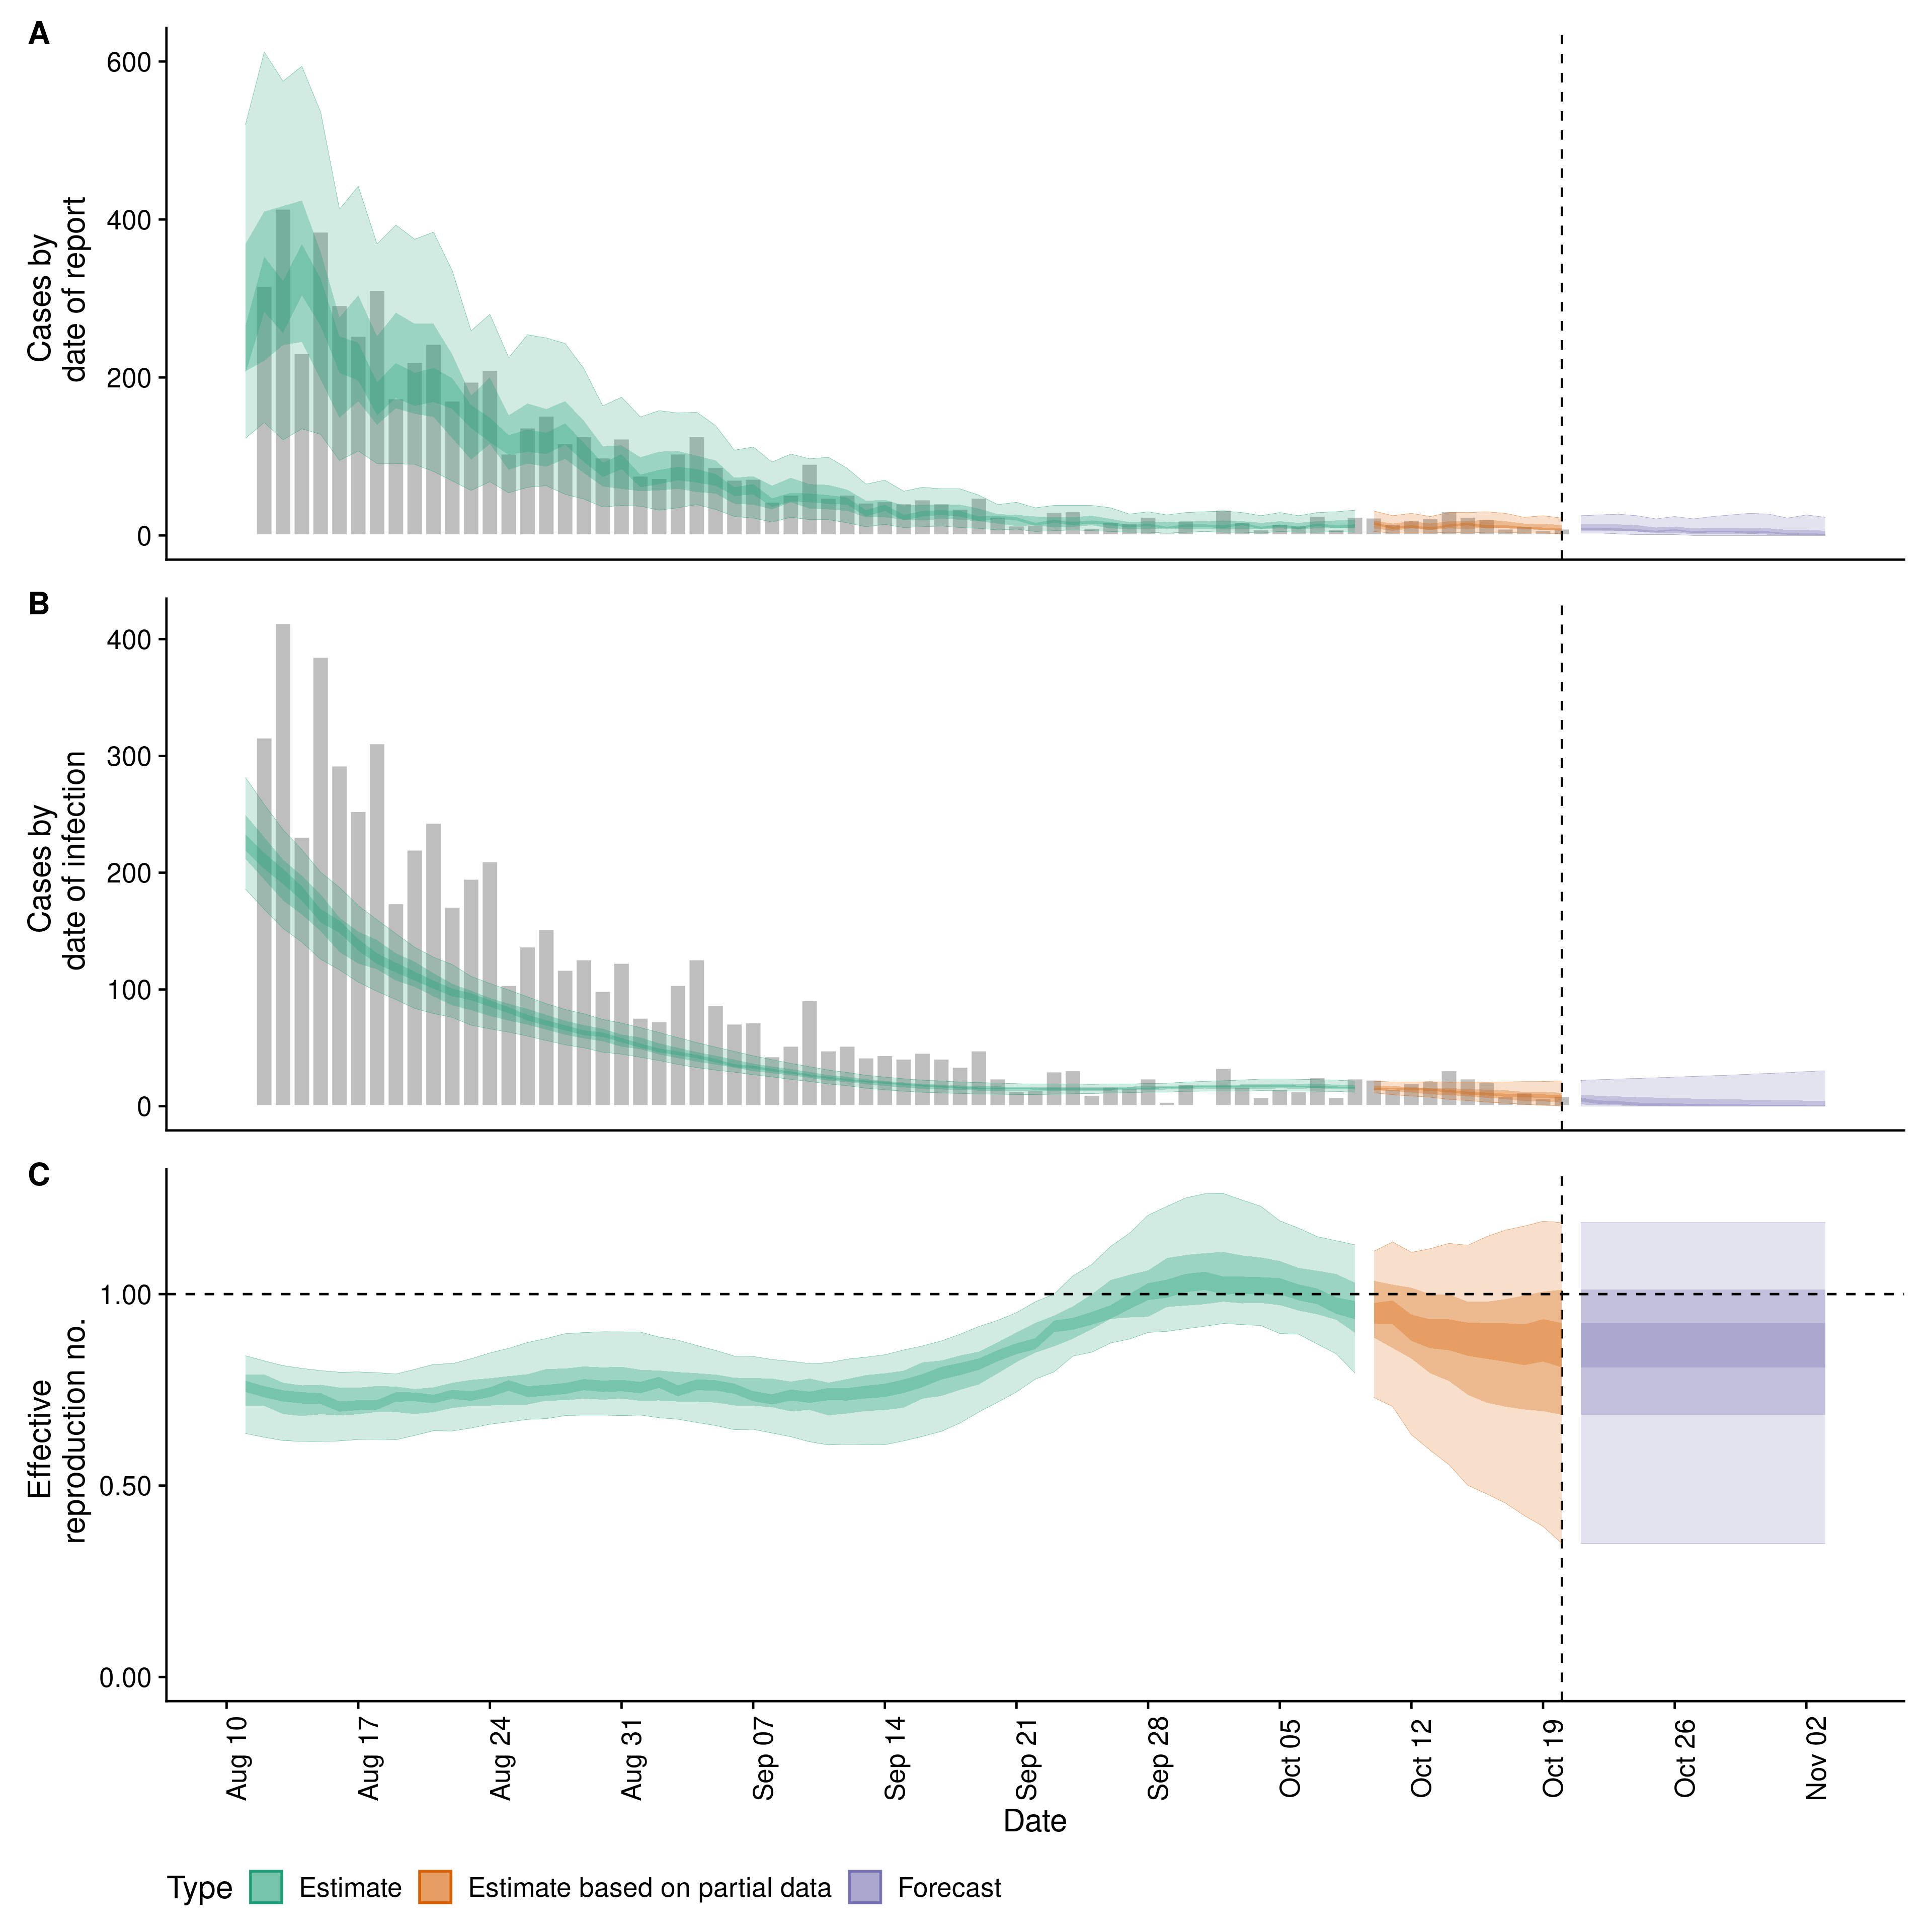 A
Cases by
date of report
600
400
200
0
B
Cases by
date of infection
400
300
200
100
0
C
Effective
reproduction no.
1.00
0.50
0.00
Aug 10
Aug 17
Aug 24
Aug 31
Sep 07
Sep 14
Sep 21
Sep 28
Oct 05
Oct 12
Oct 19
Oct 26
Nov 02
Date
Type Estimate Estimate based on partial data Forecast